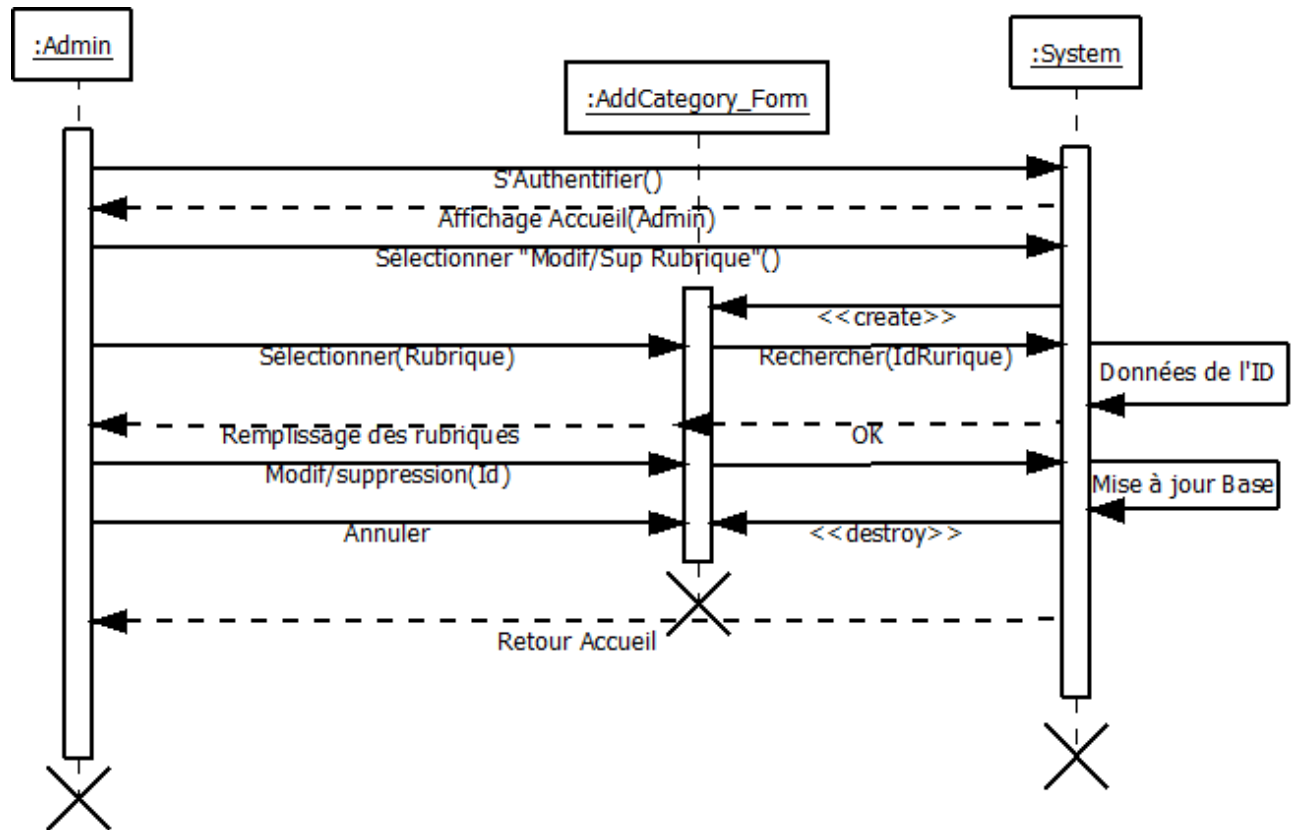 :Admin
:System
:AddCategory_Form
S'Authentifier()
Affichage Accueil(Admin)
Sélectionner "Modif/Sup Rubrique"()
<<create>>
Sélectionner(Rubrique)
Rechercher(IdRurique)
Données de l'ID
Remplissage des rubriques
OK
Modif/suppression(Id)
Mise à jour Base
Annuler
<<destroy>>
Retour Accueil